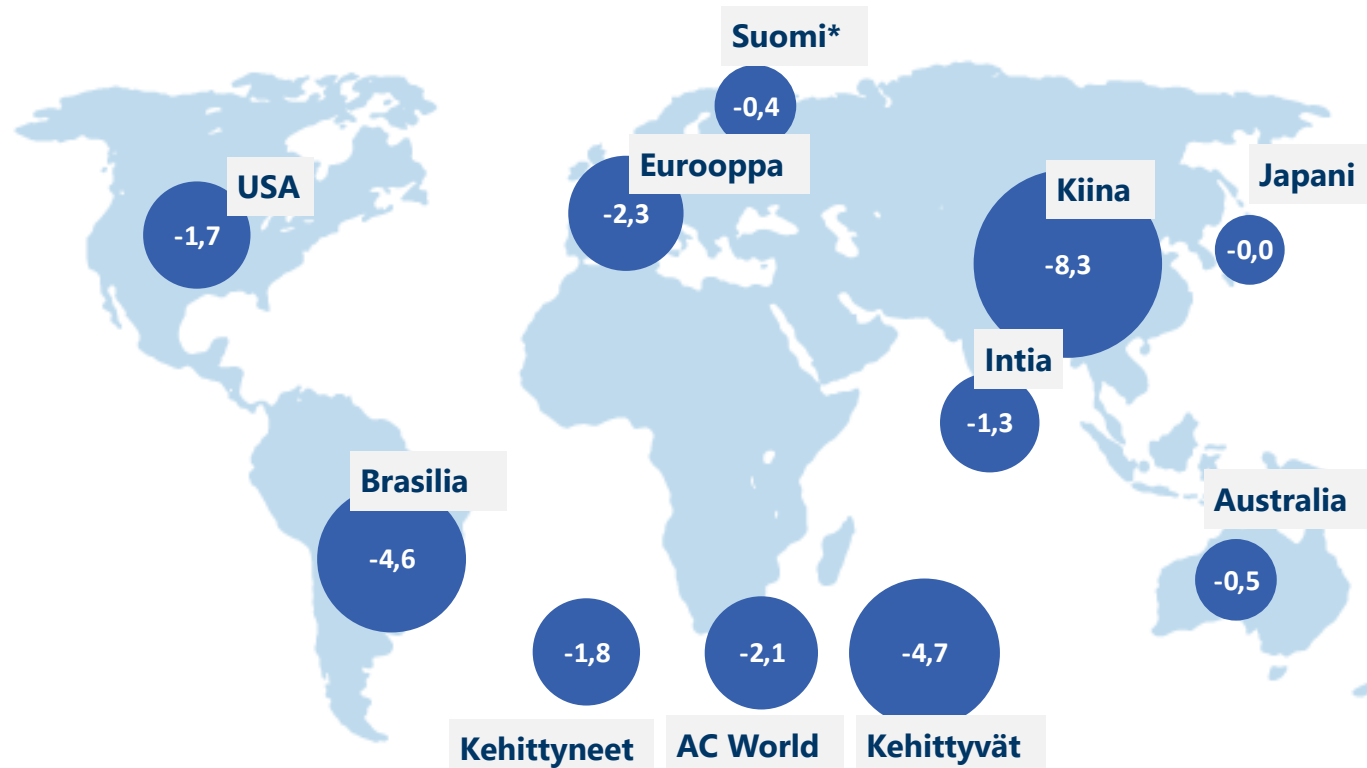 Suomi*
-0,4
Eurooppa
-2,3
USA
-1,7
Kiina
-8,3
Japani
-0,0
Intia
-1,3
Brasilia
-4,6
Australia
-0,5
-1,8
Kehittyneet
-2,1
AC World
-4,7
Kehittyvät